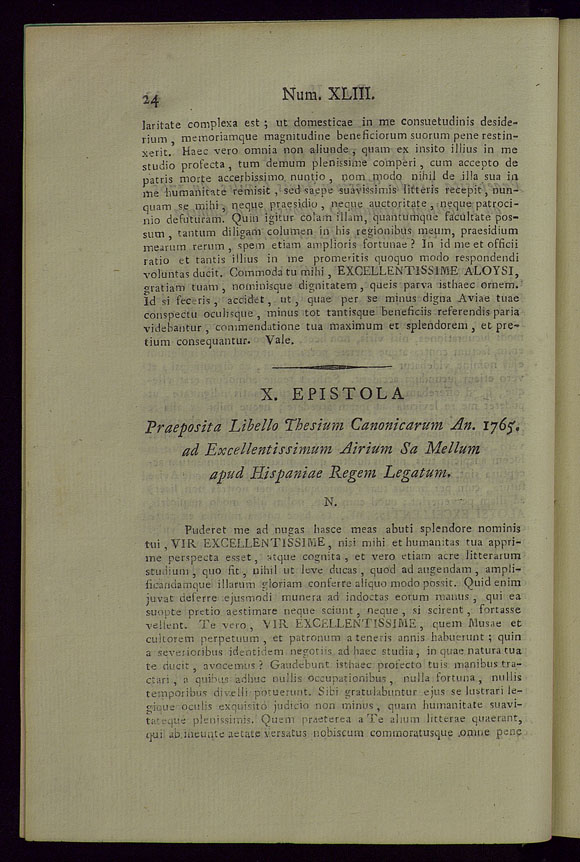 24
Num. XLIII.
laritate complexa est ; ut domesticae in me consuetudinis deside-
rium , memoriamque magnitudine beneficiorum suorum pene restin-
xerit. Haec vero omnia non aliunde , quam ex insito illius in me
studio profecta , tum demum plenissime comperi , cum accepto de
patris morte accerbissimo nuntio , nom modo nihil de illa sua in
me humanitate remisit , sed saepe suavissimis litteris recepit , nun-
quam se mihi , neque praesidio , neque auctoritate , neque patroci-
nio defuturam. Quin igitur colam illam, quantumque facultate pos-
sum , tantum diligam columen in his regionibus meum, praesidium
mearum rerum , spem etiam amplioris fortunae ? In id me et officii
ratio et tantis illius in me promeritis quoquo modo respondendi
voluntas ducit. Commoda tu mihi , EXCELLENTISSIME ALOYSI,
gratiam tuam , nominisque dignitatem , queis parva isthaec ornem.
Id si feceris , accidet , ut , quae per se minus digna Aviae tuae
conspectu oculisque , minus tot tantisque beneficiis referendis paria
videbantur , commendatione tua maximum et splendorem , et pre-
tium consequantur. Vale.
X. EPISTOLA
Praeposita Libello Thesium Canonicarum An. 1765.
ad Excellentissimum Airium Sa Mellum
apud Hispaniae Regem Legatum.
N.
Puderet me ad nugas hasce meas abuti splendore nominis
tui , VIR EXCELLENTISSIME , nisi mihi et humanitas tua appri-
me perspecta esset , atque cognita , et vero etiam acre litterarum
studium , quo fit , nihil ut leve ducas , quod ad augendam , ampli-
ficandamque illarum gloriam conferre aliquo modo possit. Quid enim
juvat deferre ejusmodi munera ad indoctas eorum manus , qui ea
suopte pretio aestimare neque sciunt , neque , si scirent , fortasse
vellent. Te vero , VIR EXCELLENTISSIME , quem Musae et
cultorem perpetuum , et patronum a teneris annis habuerunt ; quin
a severioribus identidem negotiis ad haec studia , in quae natura tua
te ducit , avocemus ? Gaudebunt isthaec profecto tuis manibus tra-
ctari , a quibus adhuc nullis occupationibus , nulla fortuna , nullis
temporibus divelli potuerunt. Sibi gratulabuntur ejus se lustrari le-
gique oculis exquisito judicio non minus , quam humanitate suavi-
tateque plenissimis. Quem praeterea a Te alium litterae quaerant,
qui ab ineunte aetate versatus nobiscum commoratusque omne pene